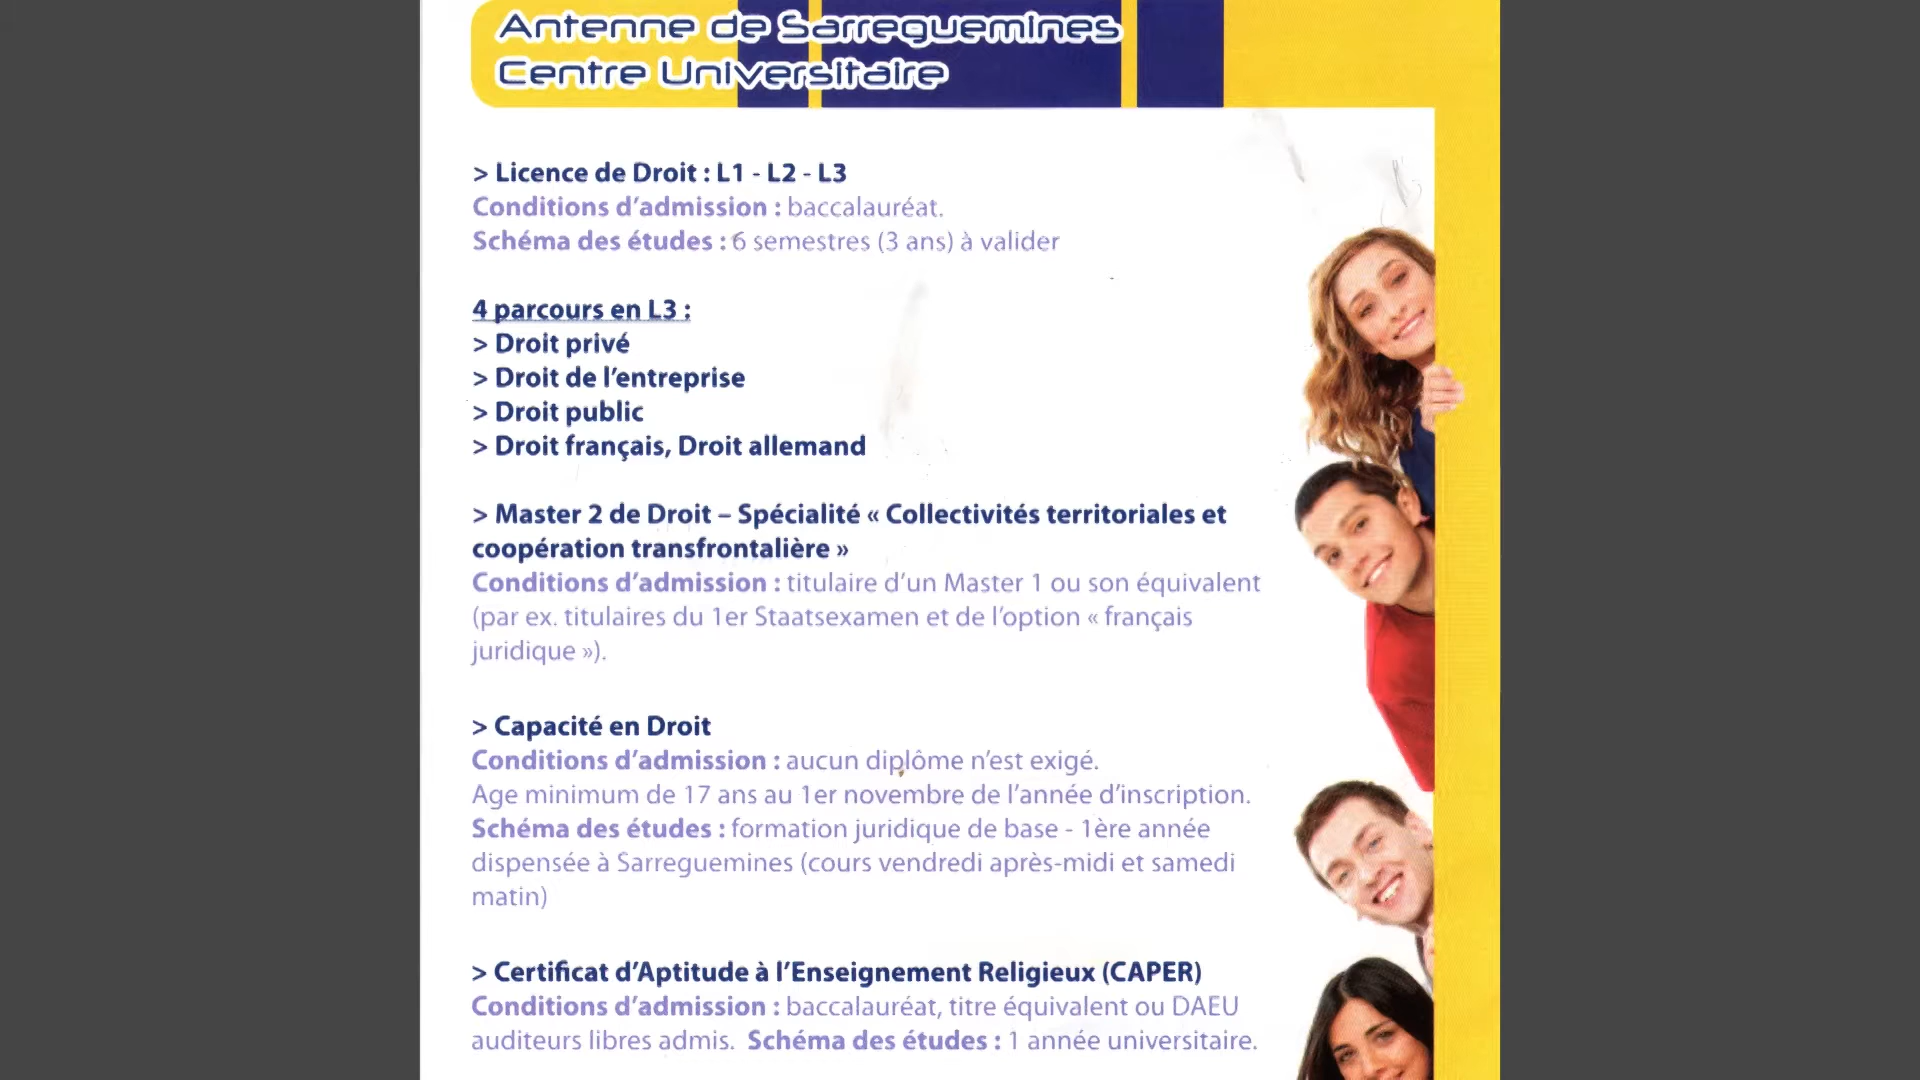 Antenne de Sarreguemines
Centre Universitaire
> Licence de Droit : L1 - L2 - L3
Conditions d’admission : baccalauréat.
Schéma des études : 6 semestres (3 ans) à valider
4 parcours en L3 :
> Droit privé
> Droit de l’entreprise
> Droit public
> Droit français, Droit allemand
> Master 2 de Droit – Spécialité « Collectivités territoriales et
coopération transfrontalière »
Conditions d’admission : titulaire d’un Master 1 ou son équivalent
(par ex. titulaires du 1er Staatsexamen et de l’option « français
juridique »).
> Capacité en Droit
Conditions d’admission : aucun diplôme n’est exigé.
Age minimum de 17 ans au 1er novembre de l’année d’inscription.
Schéma des études : formation juridique de base - 1ère année
dispensée à Sarreguemines (cours vendredi après-midi et samedi
matin)
> Certificat d’Aptitude à l’Enseignement Religieux (CAPER)
Conditions d’admission : baccalauréat, titre équivalent ou DAEU
auditeurs libres admis. Schéma des études : 1 année universitaire.